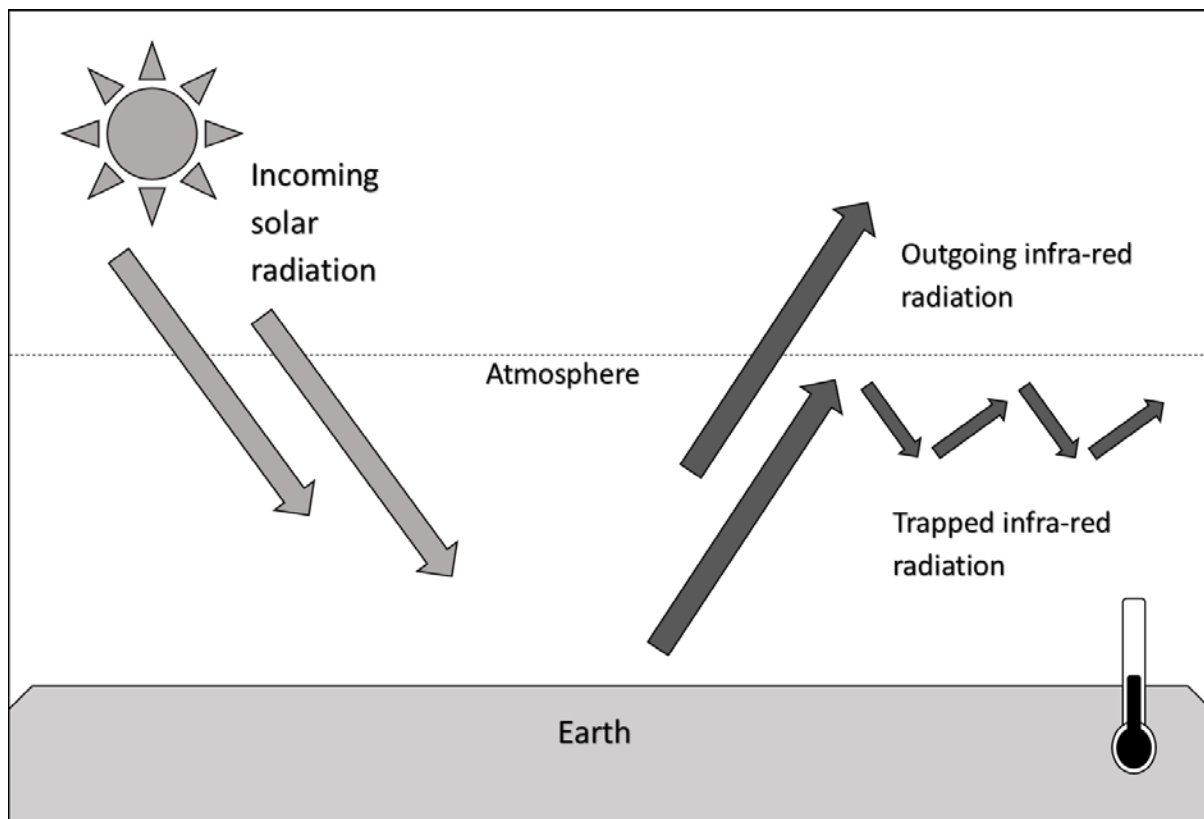 Incoming
solar
radiation
Outgoing infra-red
radiation
Atmosphere
Trapped infra-red
radiation
Earth